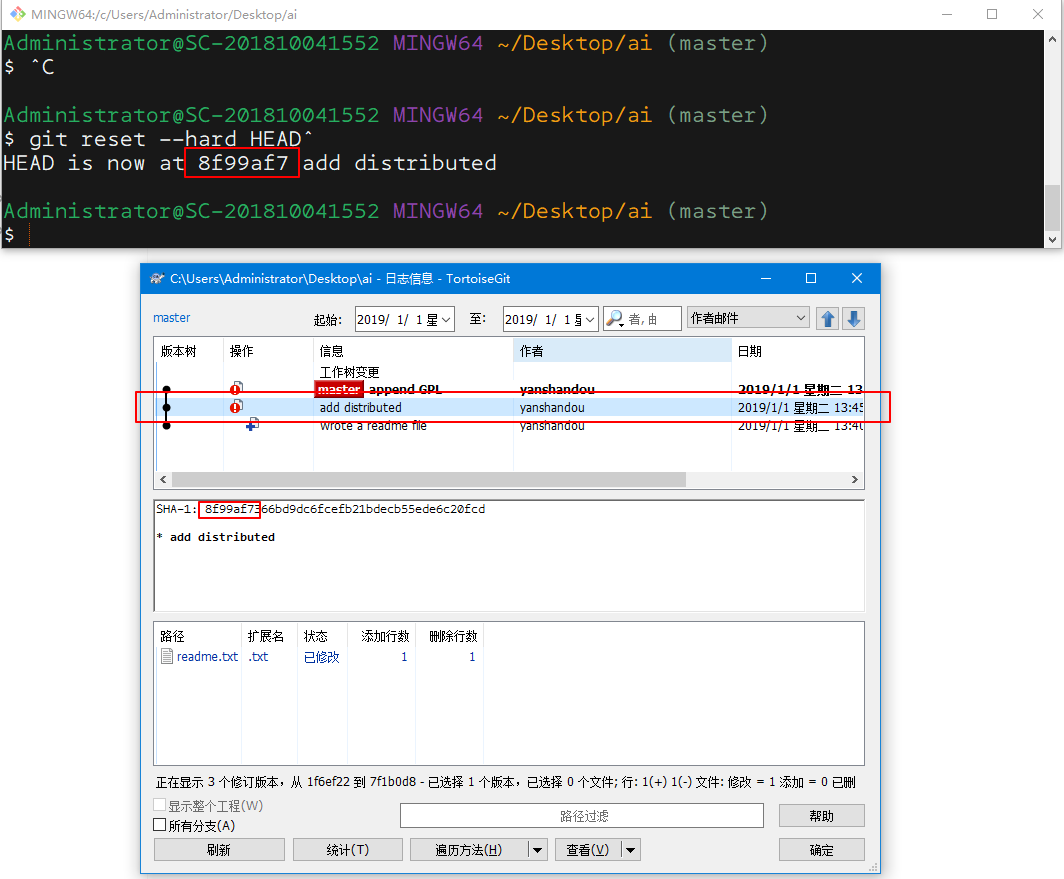 MINGW64:/c/Users/Administrator/Desktop/ai
Administrator@SC-201810041552 MINGW64 ~/Desktop/ai (master)
$ ^C
Administrator@SC-201810041552 MINGW64 ~/Desktop/ai (master)
$ git reset --hard HEAD^
HEAD is now at 8f99af7 add distributed
Administrator@SC-201810041552 MINGW64 ~/Desktop/ai (master)
$
C:\Users\Administrator\Desktop\ai - 日志信息 - TortoiseGit
master 起始: 2019/ 1/ 1 星 至: 2019/ 1/ 1 者, 由 作者邮件
版本树 操作 信息 作者 日期
工作树变更
master append GPL yanshandou 2019/1/1 星期二 13
add distributed yanshandou 2019/1/1 星期二 13:45
wrote a readme file yanshandou 2019/1/1 星期二 13:40
SHA-1: 8f99af7366bd9dc6fcefb21bdecb55ede6c20fcd
* add distributed
路径 扩展名 状态 添加行数 删除行数
readme.txt .txt 已修改 1 1
正在显示 3 个修订版本，从 1f6ef22 到 7f1b0d8 - 已选择 1 个版本，已选择 0 个文件; 行: 1(+) 1(-) 文件: 修改 = 1 添加 = 0 已删
显示整个工程(W)
所有分支(A) 路径过滤 帮助
刷新 统计(T) 遍历方法(H) 查看(V) 确定